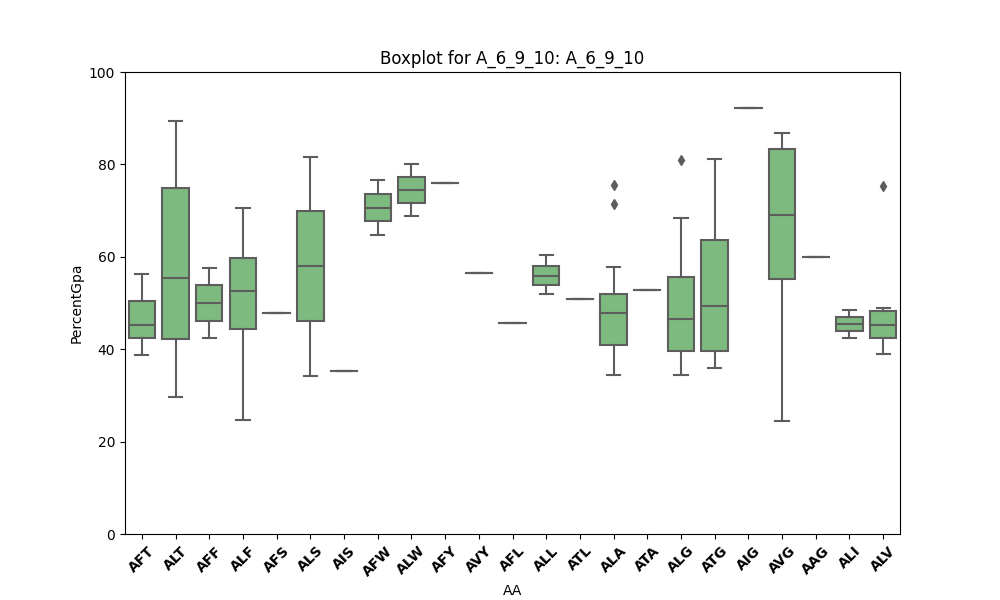 Boxplot for A_6_9_10: A_6_9_10
PercentGpa
100
80
60
40
20
0
AFT ALT AFF ALF AFS ALS AIS AFW ALW AFY AVY AFL ALL ATL ALA ATA ALG ATG AIG AVG AAG ALI ALV
AA